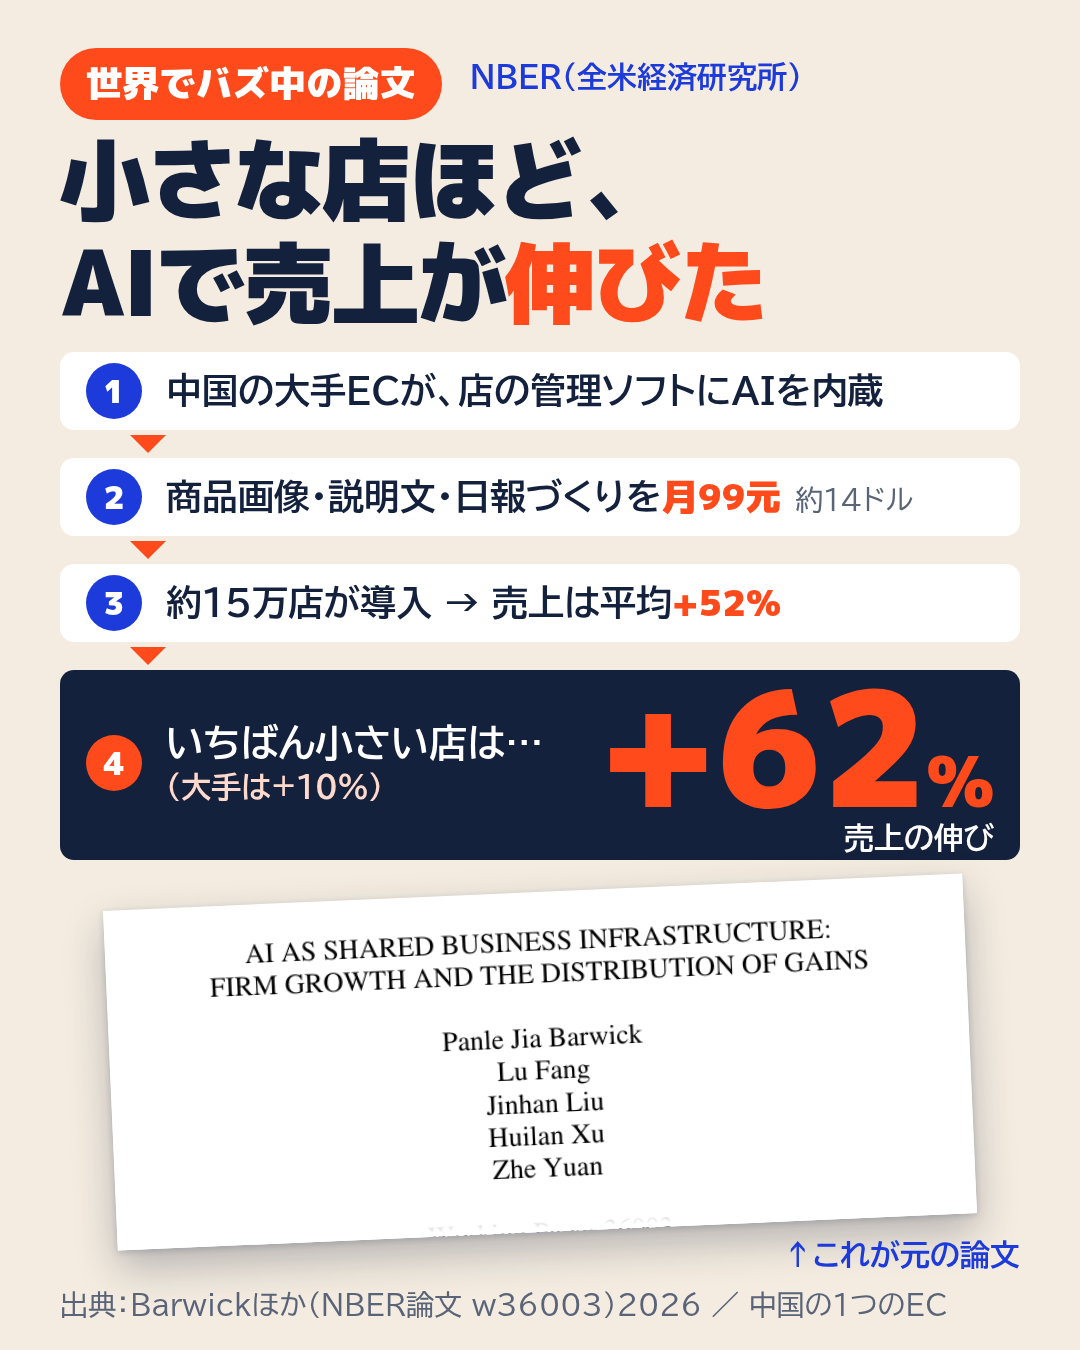 世界でバズ中の論文
NBER(全米経済研究所)
小さな店ほど、
AIで売上が伸びた
1 中国の大手ECが、店の管理ソフトにAIを内蔵
2 商品画像・説明文・日報づくりを月99元 約14ドル
3 約15万店が導入 → 売上は平均+52%
4 いちばん小さい店は…
(大手は+10%)
+62%
売上の伸び
AI AS SHARED BUSINESS INFRASTRUCTURE:
FIRM GROWTH AND THE DISTRIBUTION OF GAINS
Panle Jia Barwick
Lu Fang
Jinhan Liu
Huilan Xu
Zhe Yuan
↑これが元の論文
出典:Barwickほか(NBER論文 w36003)2026 ／ 中国の1つのEC